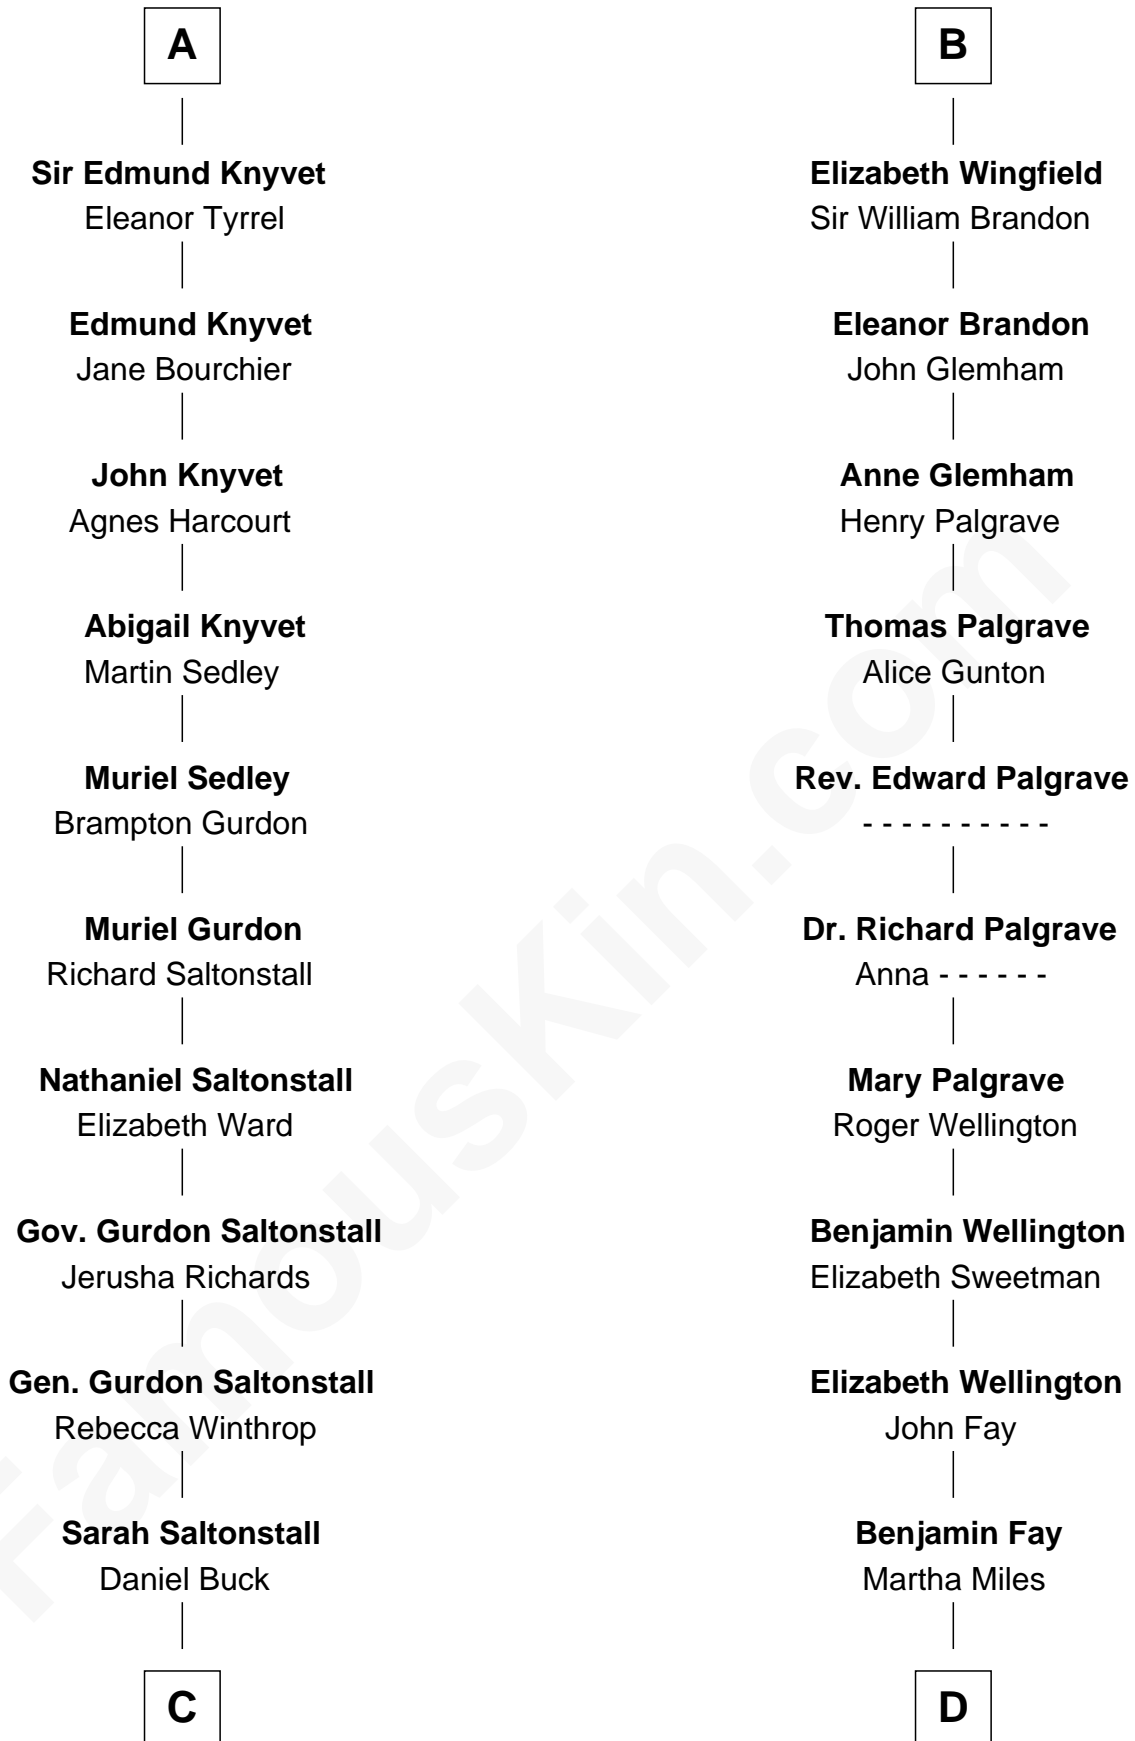 A
Sir Edmund Knyvet
Eleanor Tyrrel
Edmund Knyvet
Jane Bourchier
John Knyvet
Agnes Harcourt
Abigail Knyvet
Martin Sedley
Muriel Sedley
Brampton Gurdon
Muriel Gurdon
Richard Saltonstall
Nathaniel Saltonstall
Elizabeth Ward
Gov. Gurdon Saltonstall
Jerusha Richards
Gen. Gurdon Saltonstall
Rebecca Winthrop
Sarah Saltonstall
Daniel Buck
C
B
Elizabeth Wingfield
Sir William Brandon
Eleanor Brandon
John Glemham
Anne Glemham
Henry Palgrave
Thomas Palgrave
Alice Gunton
Rev. Edward Palgrave
- - - - - - - - - -
Dr. Richard Palgrave
Anna - - - - - -
Mary Palgrave
Roger Wellington
Benjamin Wellington
Elizabeth Sweetman
Elizabeth Wellington
John Fay
Benjamin Fay
Martha Miles
D
FamousKin.com